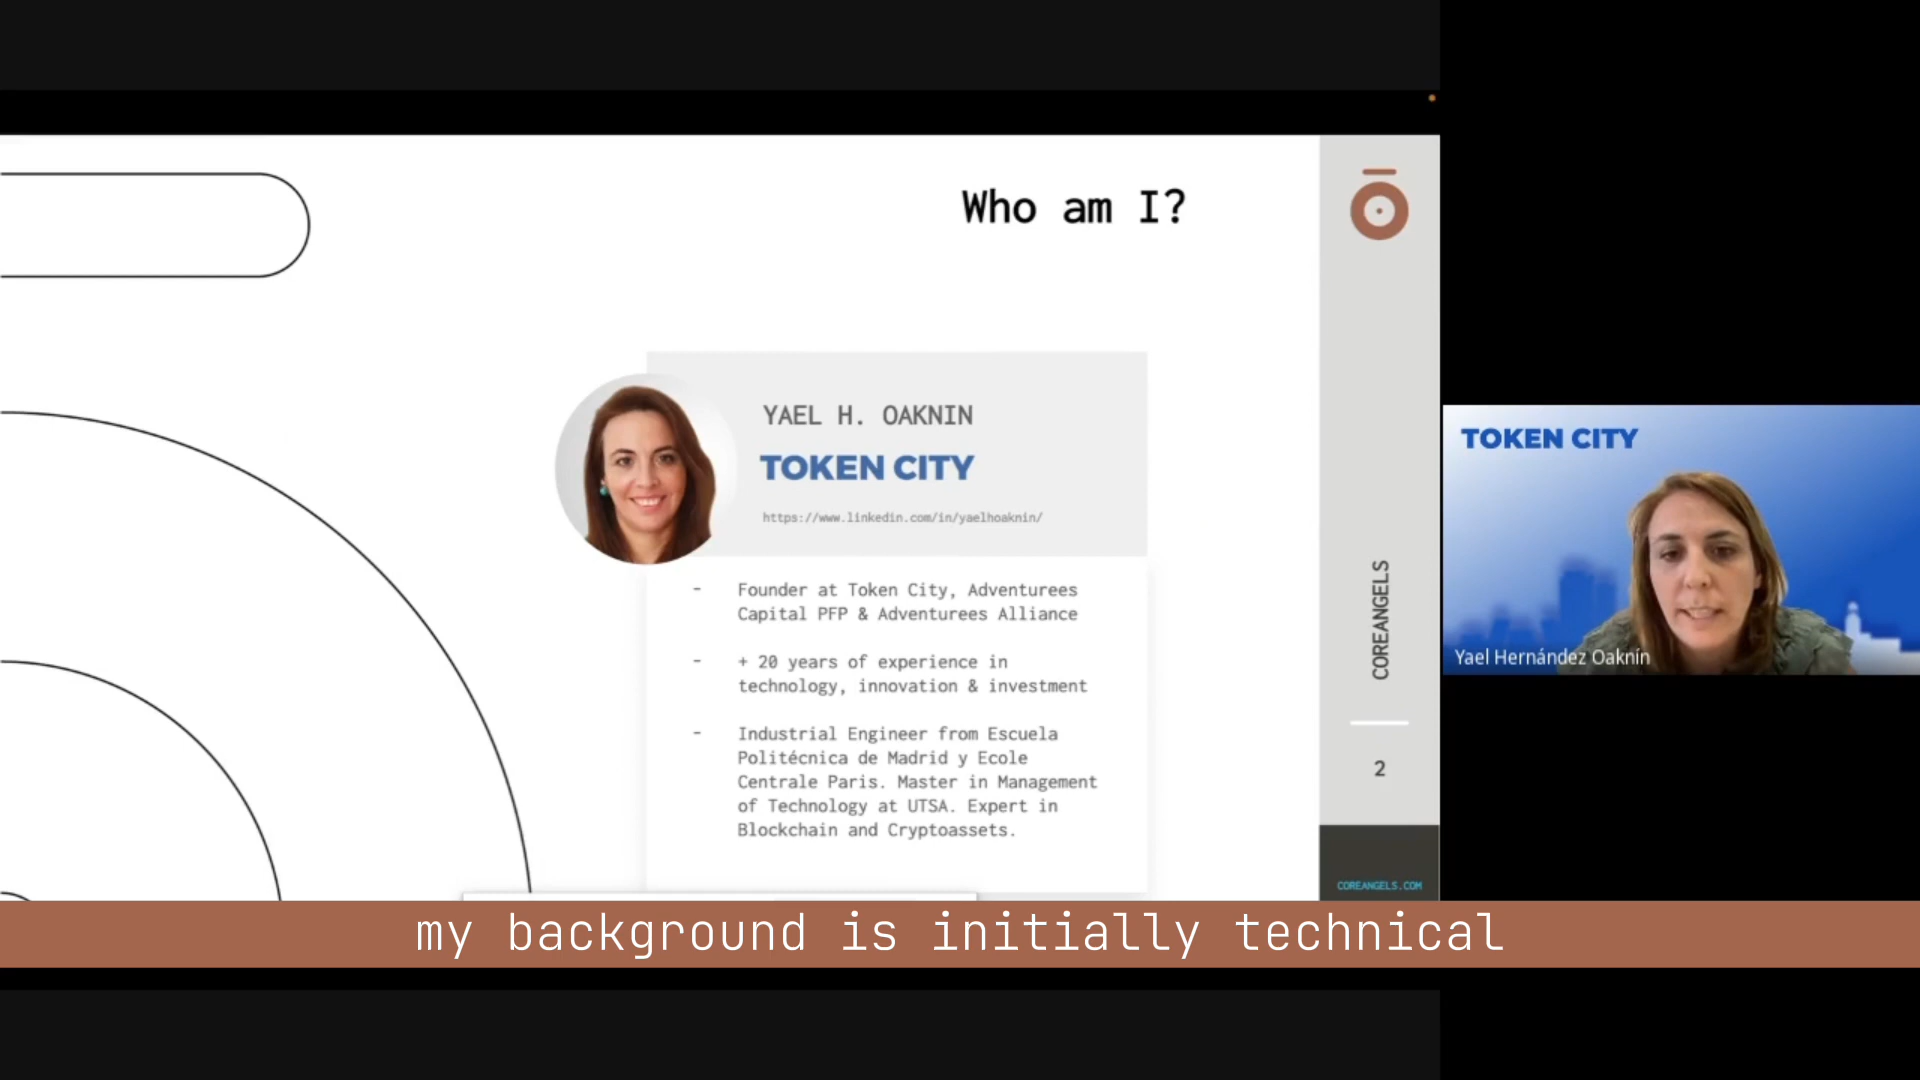 Who am I?
YAEL H. OAKNIN
TOKEN CITY
https://www.linkedin.com/in/yaelhoaknin/
- Founder at Token City, Adventurees
Capital PFP & Adventurees Alliance
- + 20 years of experience in
technology, innovation & investment
- Industrial Engineer from Escuela
Politécnica de Madrid y Ecole
Centrale Paris. Master in Management
of Technology at UTSA. Expert in
Blockchain and Cryptoassets.
COREANGELS
2
COREANGELS.COM
TOKEN CITY
Yael Hernández Oaknín
my background is initially technical